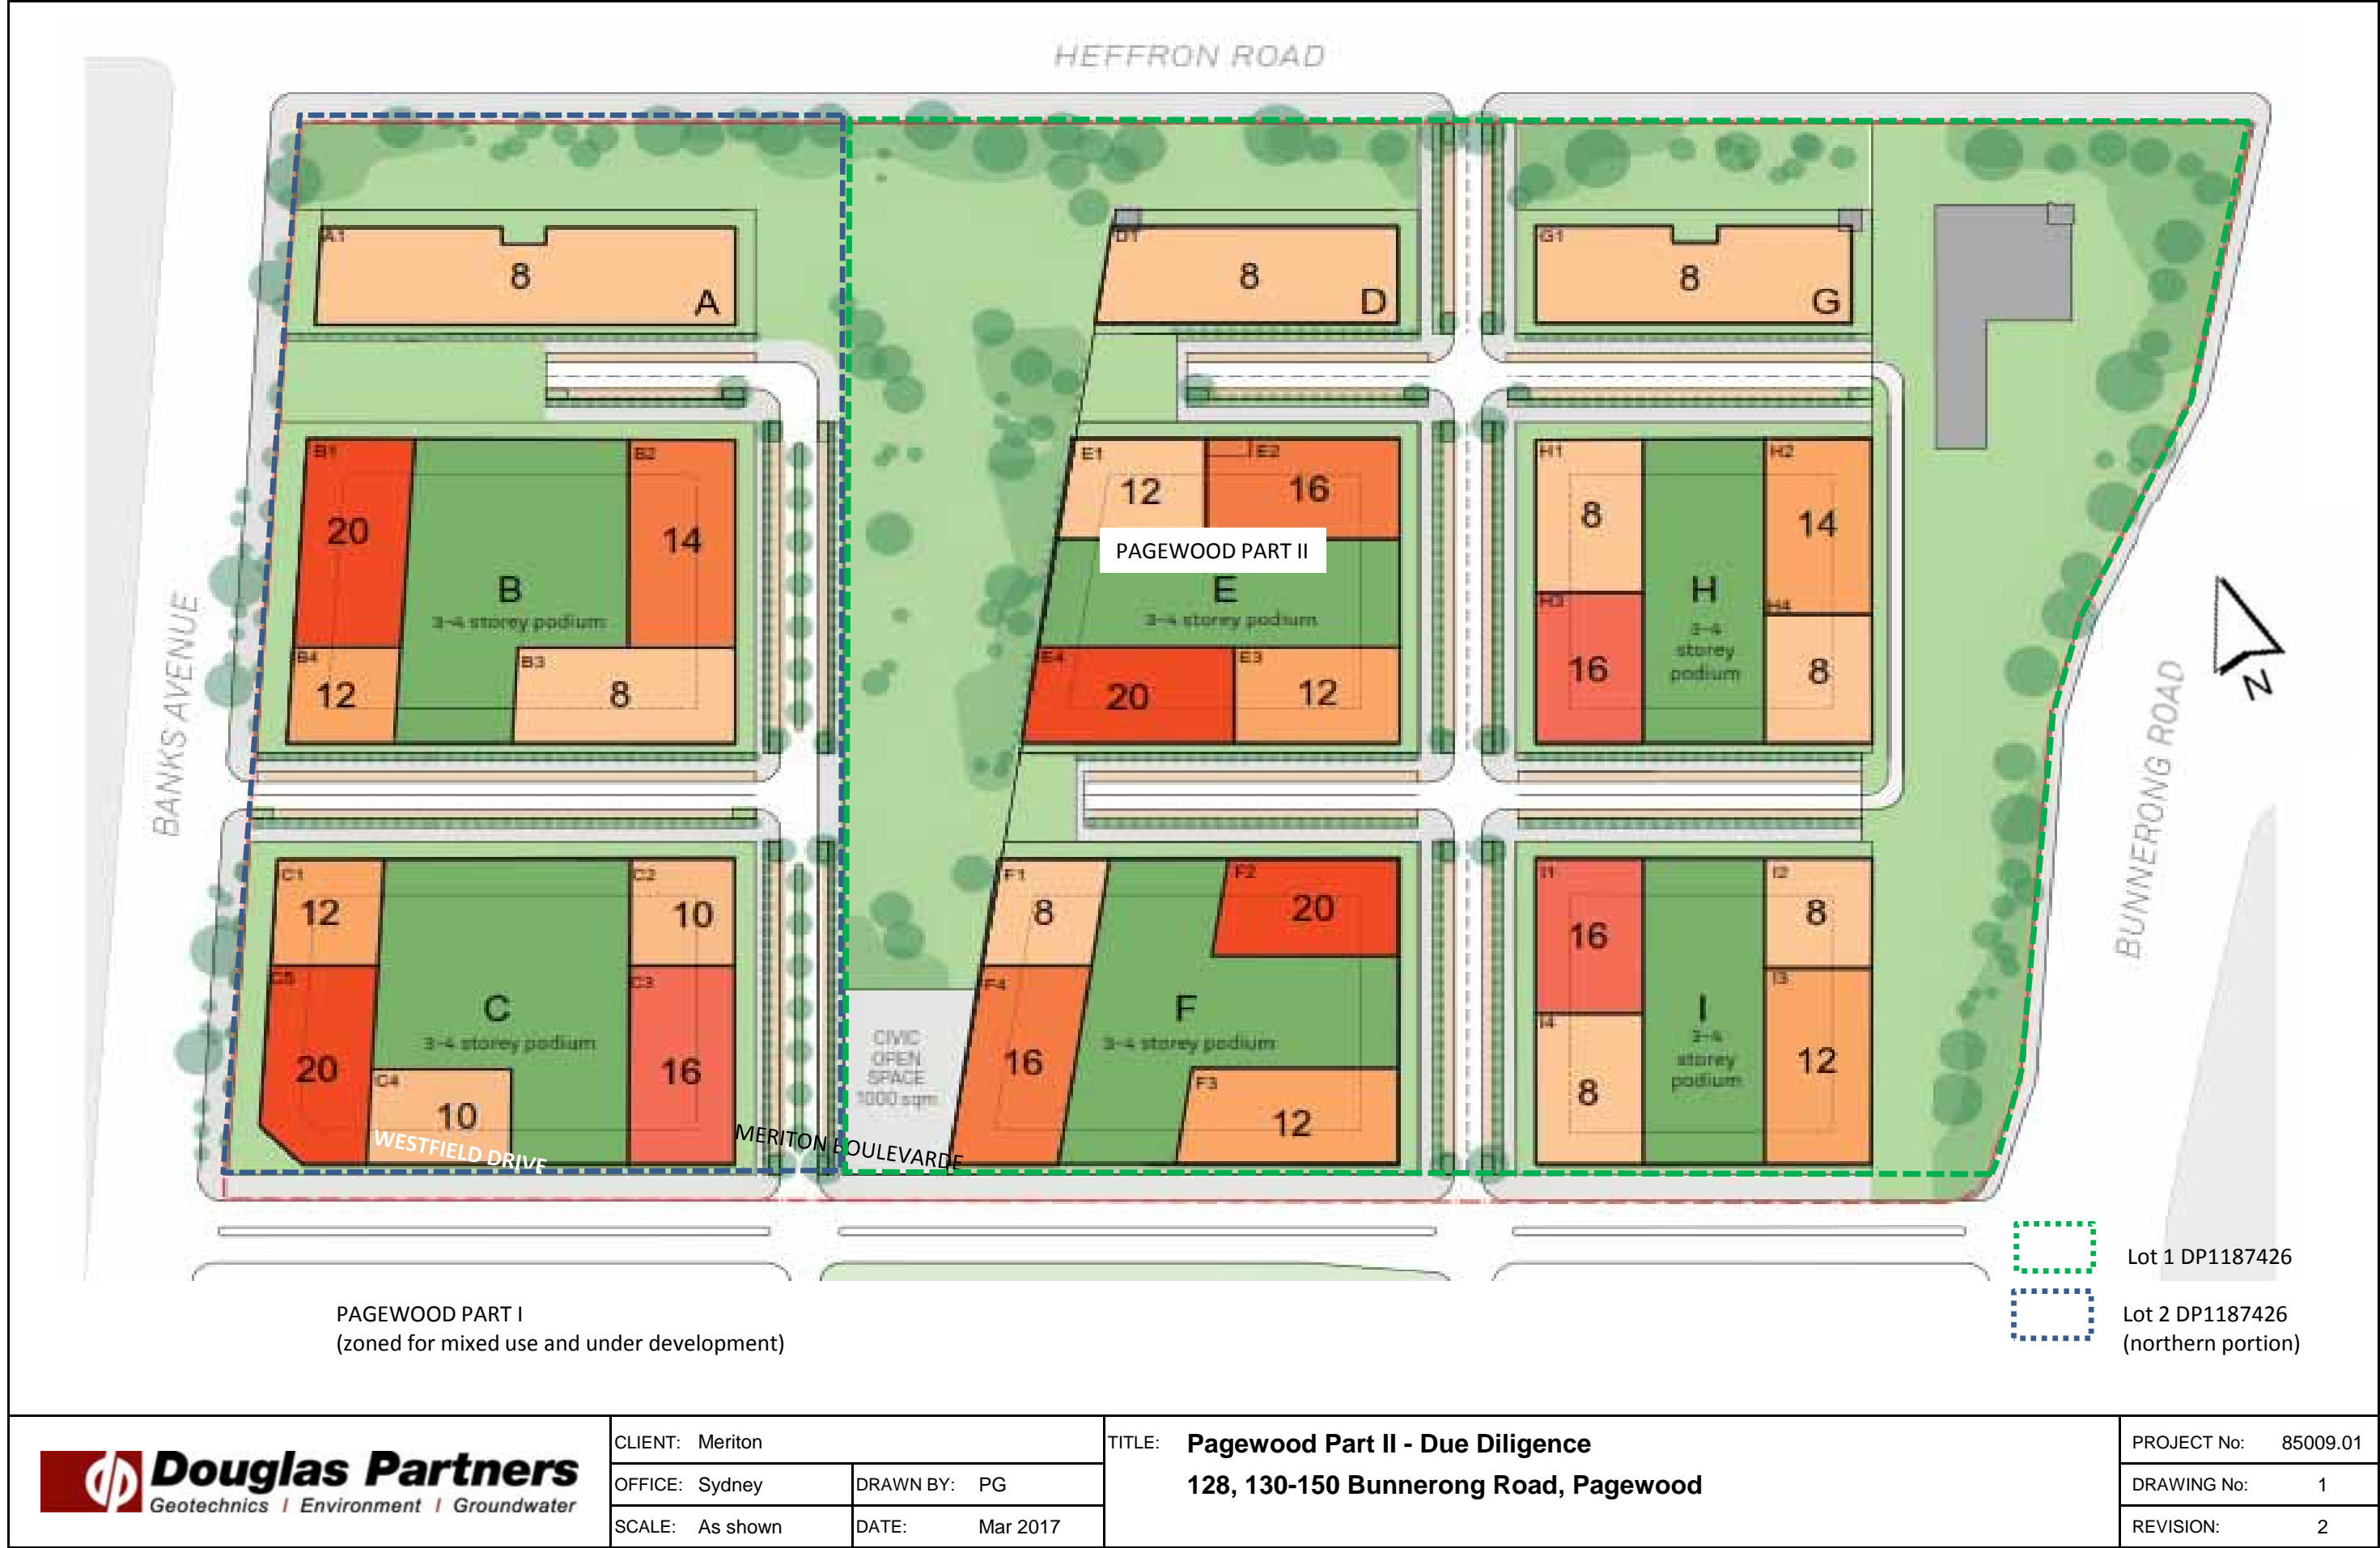 HEFFRON ROAD
A1
8
A
D1
8
D
G1
8
G
B1
20
B2
14
B
3-4 storey podium
B4
12
B3
8
E1
12
E2
16
PAGEWOOD PART II
E
3-4 storey podium
E4
20
E3
12
H1
8
H2
14
H
3-4
storey
podium
H3
16
H4
8
N
BANKS AVENUE
BUNNERONG ROAD
C1
12
C2
10
C
3-4 storey podium
C5
20
C4
10
C3
16
WESTFIELD DRIVE
MERITON BOULEVARDE
CIVIC
OPEN
SPACE
1000 sqm
F1
8
F2
20
F
3-4 storey podium
F4
16
F3
12
I1
16
I2
8
I
3-4
storey
podium
I4
8
I3
12
Lot 1 DP1187426
Lot 2 DP1187426
(northern portion)
PAGEWOOD PART I
(zoned for mixed use and under development)
dp Douglas Partners
Geotechnics | Environment | Groundwater
CLIENT: Meriton
OFFICE: Sydney
DRAWN BY: PG
SCALE: As shown
DATE: Mar 2017
TITLE: Pagewood Part II - Due Diligence
128, 130-150 Bunnerong Road, Pagewood
PROJECT No: 85009.01
DRAWING No: 1
REVISION: 2